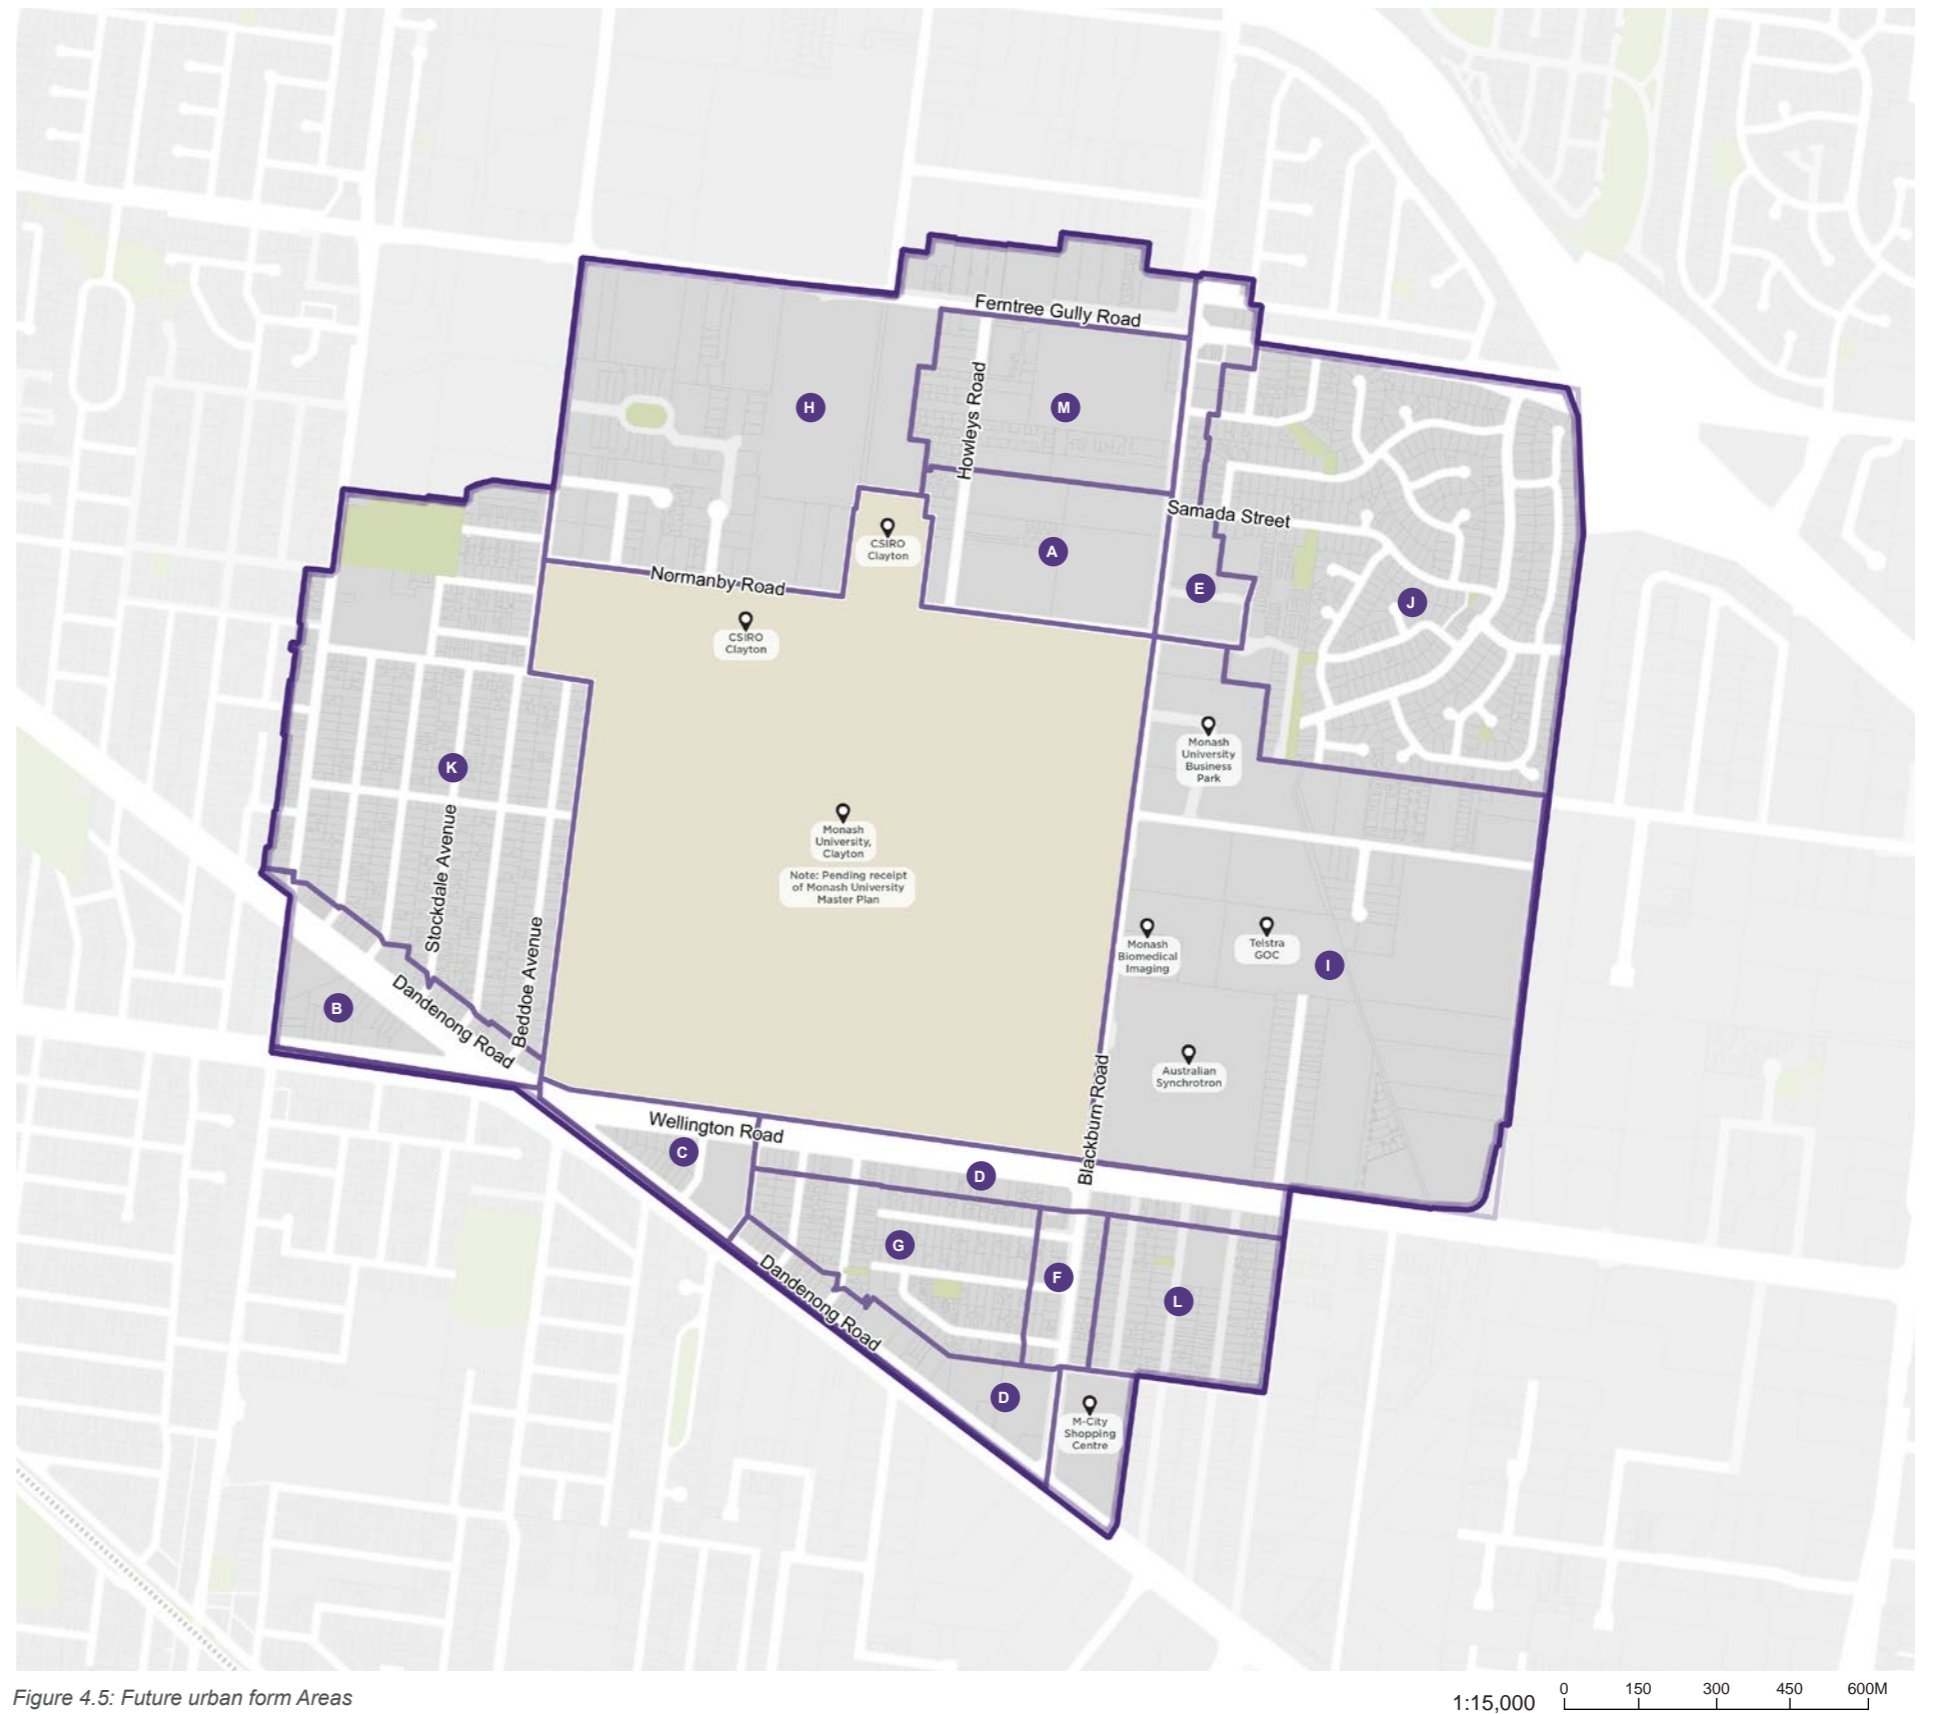 Ferntree Gully Road
Howleys Road
H
M
Samada Street
CSIRO
Clayton
A
Normanby Road
E
J
CSIRO
Clayton
Monash
University
Business
Park
K
Stockdale Avenue
Monash
University,
Clayton
Note: Pending receipt
of Monash University
Master Plan
Beddoe Avenue
Monash
Biomedical
Imaging
Telstra
GOC
I
B
Dandenong Road
Australian
Synchrotron
Blackburn Road
Wellington Road
C
D
G
F
L
Dandenong Road
D
M-City
Shopping
Centre
Figure 4.5: Future urban form Areas
1:15,000
0 150 300 450 600M